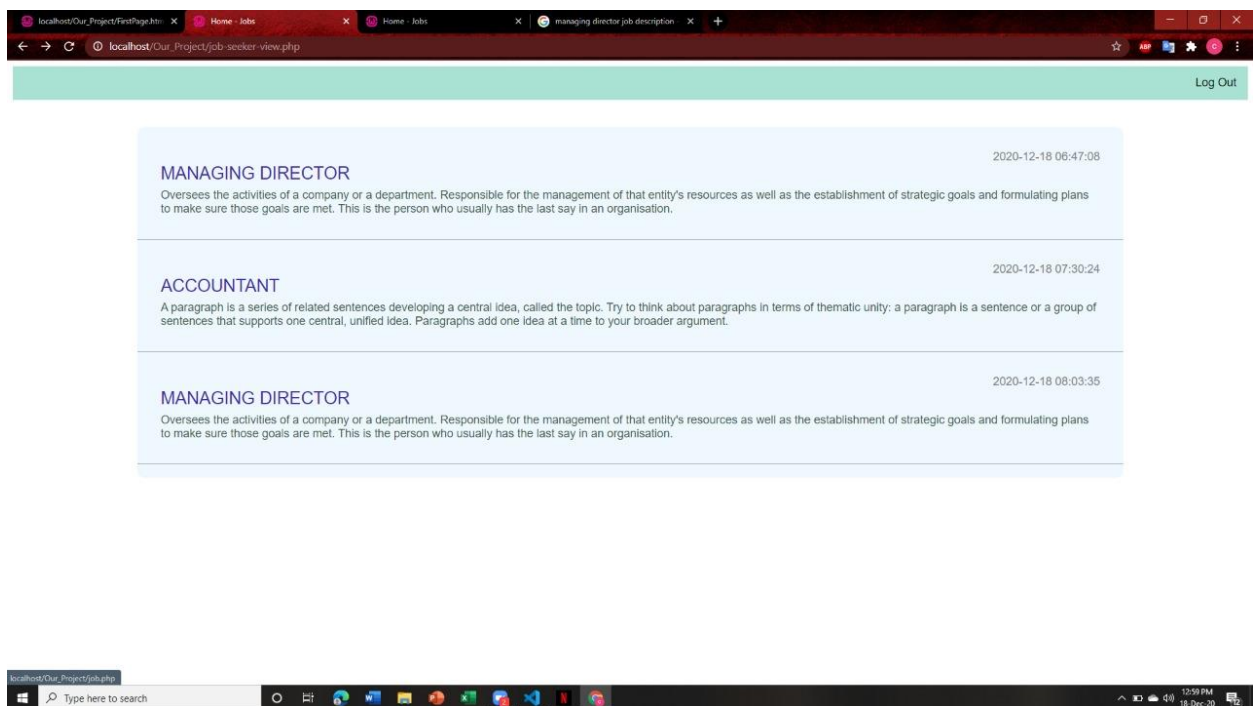 localhost/Our_Project/FirstPage.htm
Home - Jobs
Home - Jobs
managing director job description
localhost/Our_Project/job-seeker-view.php
ABP
C
Log Out
2020-12-18 06:47:08
MANAGING DIRECTOR
Oversees the activities of a company or a department. Responsible for the management of that entity's resources as well as the establishment of strategic goals and formulating plans
to make sure those goals are met. This is the person who usually has the last say in an organisation.
2020-12-18 07:30:24
ACCOUNTANT
A paragraph is a series of related sentences developing a central idea, called the topic. Try to think about paragraphs in terms of thematic unity: a paragraph is a sentence or a group of
sentences that supports one central, unified idea. Paragraphs add one idea at a time to your broader argument.
2020-12-18 08:03:35
MANAGING DIRECTOR
Oversees the activities of a company or a department. Responsible for the management of that entity's resources as well as the establishment of strategic goals and formulating plans
to make sure those goals are met. This is the person who usually has the last say in an organisation.
localhost/Our_Project/job.php
Type here to search
12:59 PM
18-Dec-20